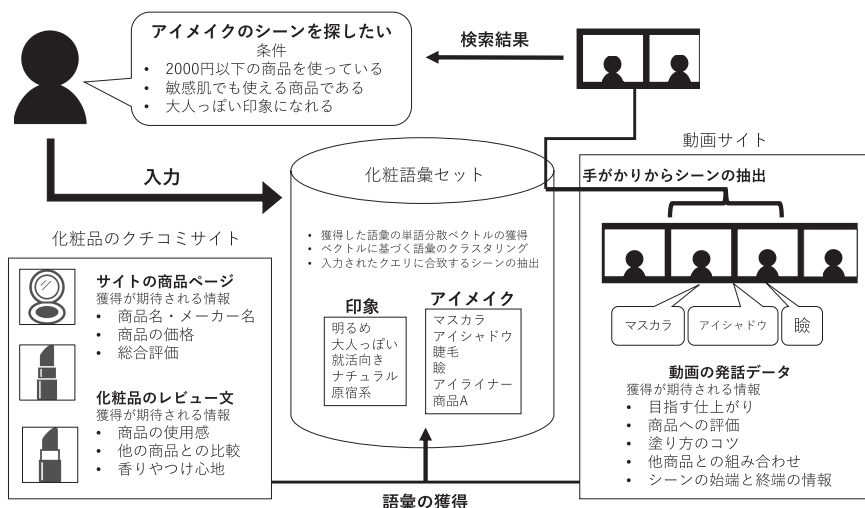 アイメイクのシーンを探したい
条件
• 2000円以下の商品を使っている
• 敏感肌でも使える商品である
• 大人っぽい印象になれる
検索結果
入力
化粧語彙セット
• 獲得した語彙の単語分散ベクトルの獲得
• ベクトルに基づく語彙のクラスタリング
• 入力されたクエリに合致するシーンの抽出
印象
明るめ
大人っぽい
就活向き
ナチュラル
原宿系
アイメイク
マスカラ
アイシャドウ
睫毛
瞼
アイライナー
商品A
化粧品のクチコミサイト
サイトの商品ページ
獲得が期待される情報
• 商品名・メーカー名
• 商品の価格
• 総合評価
化粧品のレビュー文
獲得が期待される情報
• 商品の使用感
• 他の商品との比較
• 香りやつけ心地
動画サイト
手がかりからシーンの抽出
マスカラ
アイシャドウ
瞼
動画の発話データ
獲得が期待される情報
• 目指す仕上がり
• 商品への評価
• 塗り方のコツ
• 他商品との組み合わせ
• シーンの始端と終端の情報
語彙の獲得